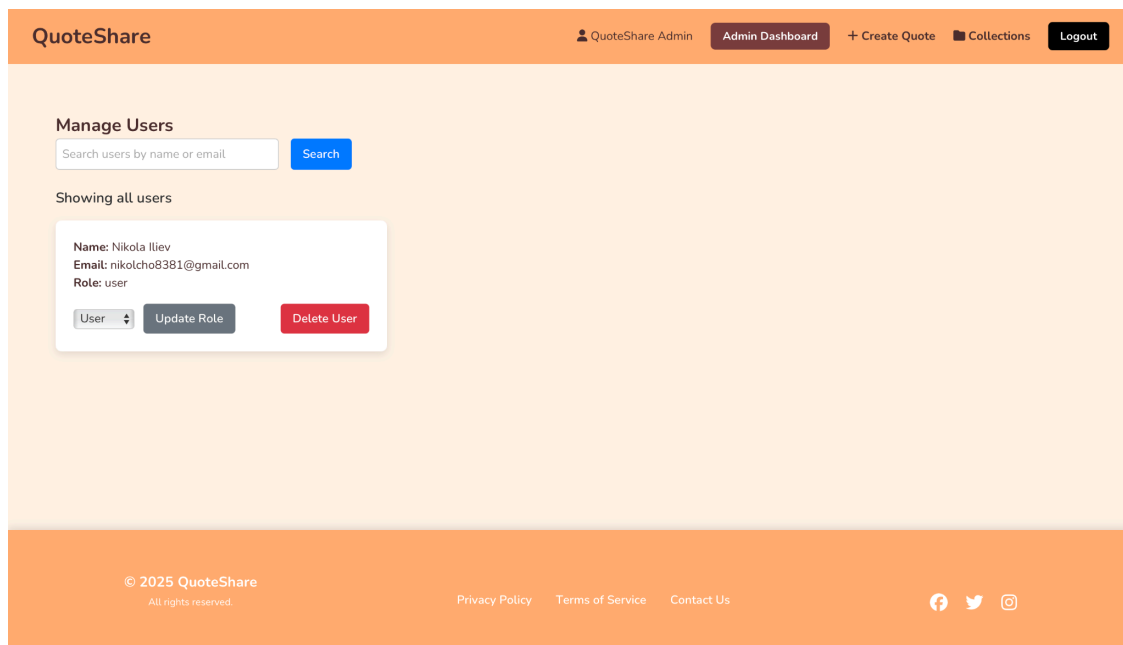 QuoteShare
QuoteShare Admin
Admin Dashboard
+ Create Quote
Collections
Logout
Manage Users
Search users by name or email
Search
Showing all users
Name: Nikola Iliev
Email: nikolcho8381@gmail.com
Role: user
User
Update Role
Delete User
© 2025 QuoteShare
All rights reserved.
Privacy Policy
Terms of Service
Contact Us